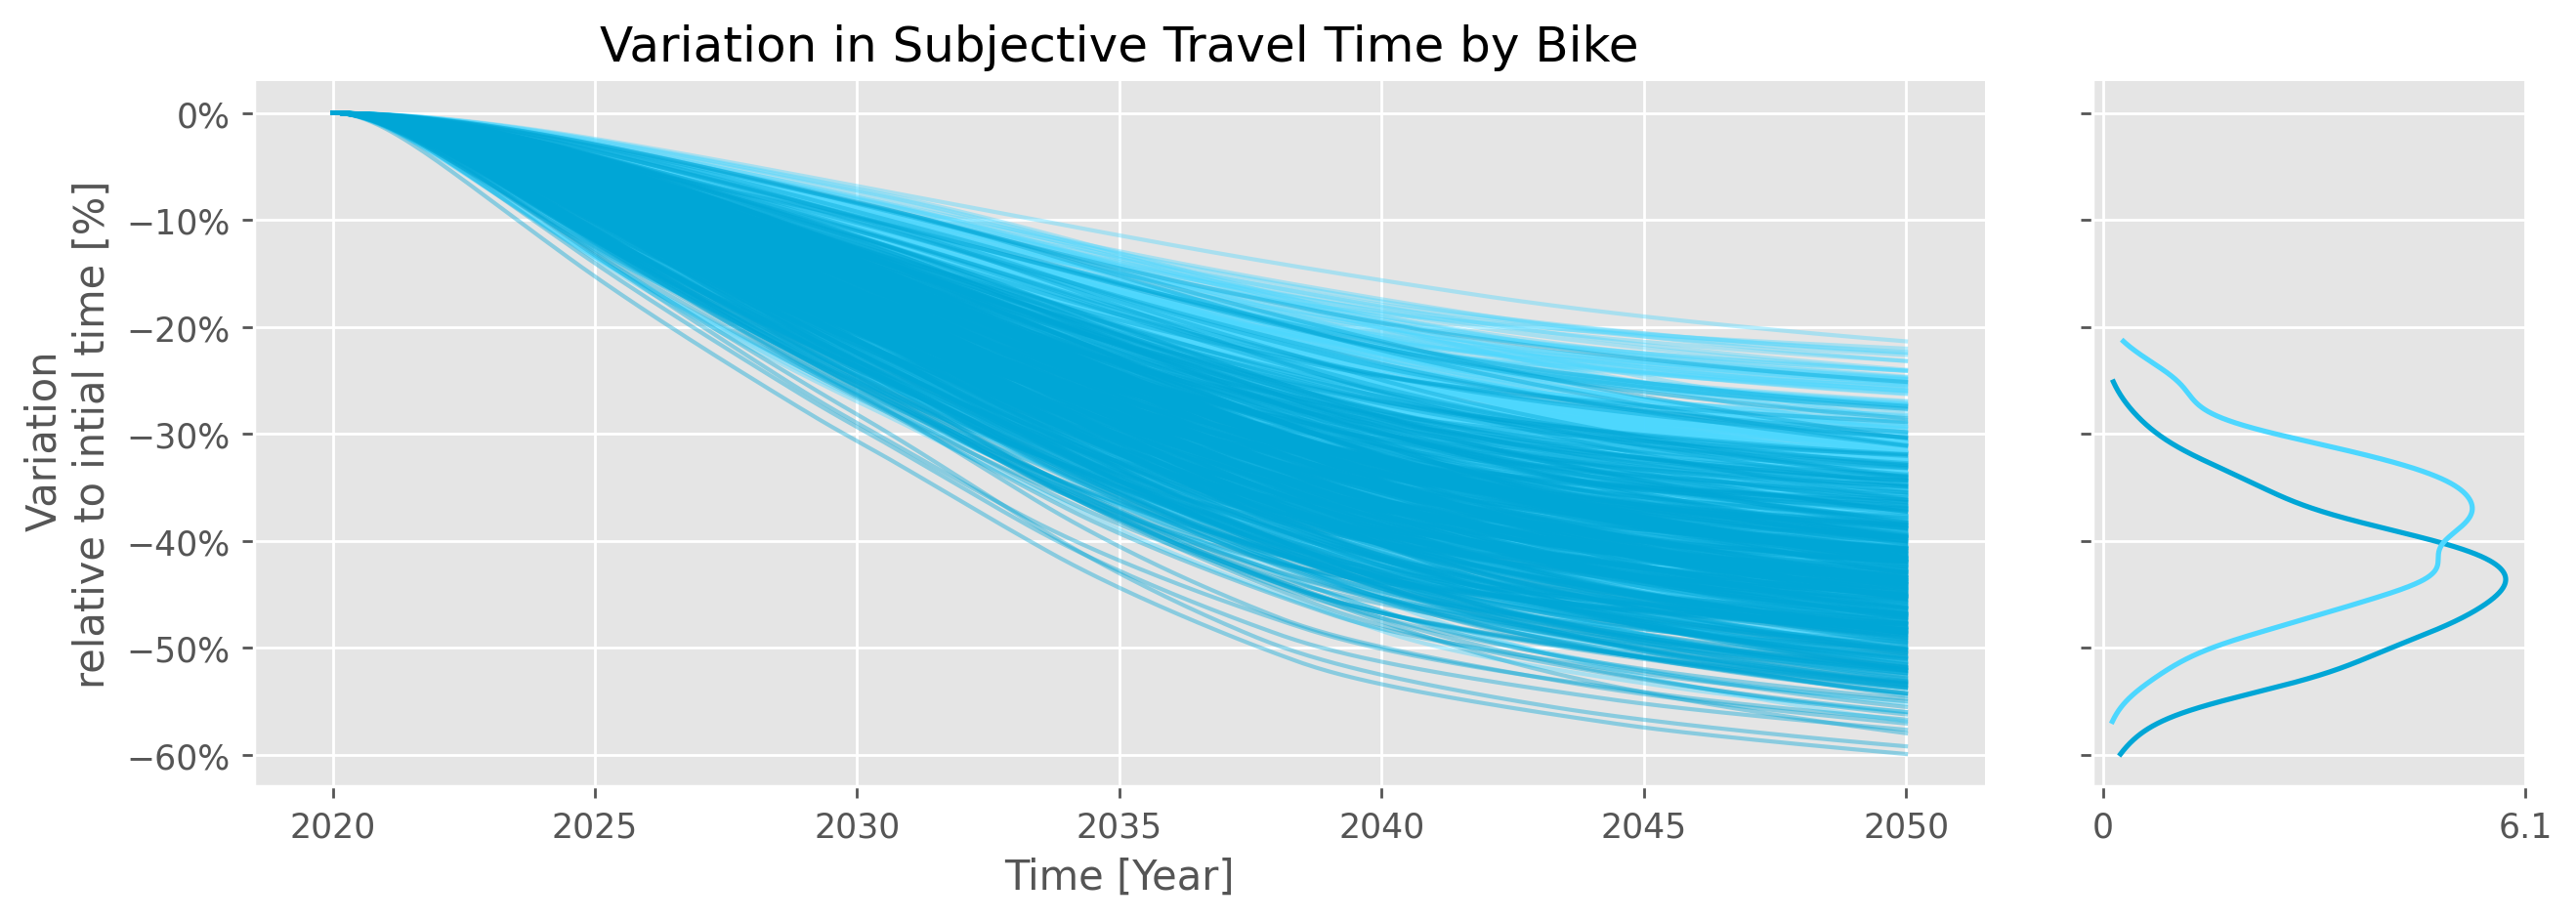 Variation in Subjective Travel Time by Bike
Variation
relative to intial time [%]
0%
−10%
−20%
−30%
−40%
−50%
−60%
2020 2025 2030 2035 2040 2045 2050
Time [Year]
0 6.1